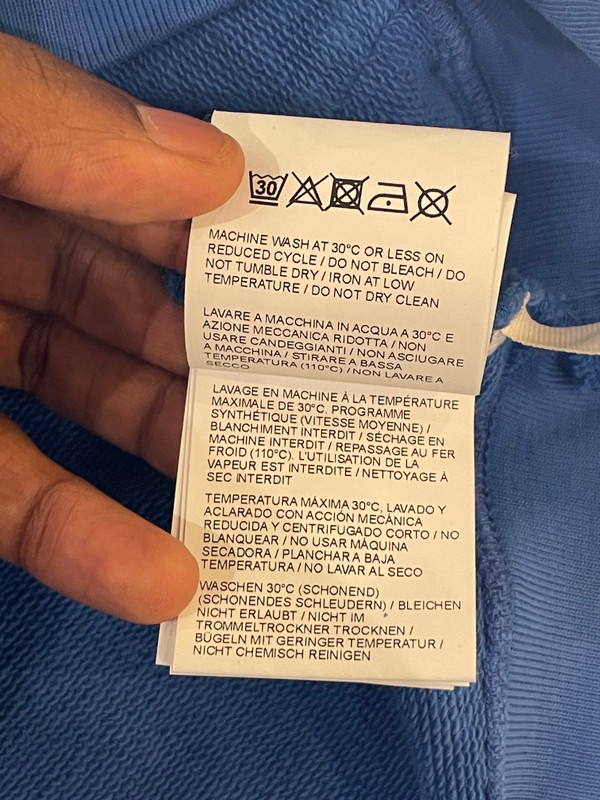 30
MACHINE WASH AT 30°C OR LESS ON
REDUCED CYCLE / DO NOT BLEACH / DO
NOT TUMBLE DRY / IRON AT LOW
TEMPERATURE / DO NOT DRY CLEAN
LAVARE A MACCHINA IN ACQUA A 30°C E
AZIONE MECCANICA RIDOTTA / NON
USARE CANDEGGIANTI / NON ASCIUGARE
A MACCHINA / STIRARE A BASSA
TEMPERATURA (110°C) / NON LAVARE A
SECCO
LAVAGE EN MACHINE À LA TEMPÉRATURE
MAXIMALE DE 30°C. PROGRAMME
SYNTHÉTIQUE (VITESSE MOYENNE) /
BLANCHIMENT INTERDIT / SÉCHAGE EN
MACHINE INTERDIT / REPASSAGE AU FER
FROID (110°C). L'UTILISATION DE LA
VAPEUR EST INTERDITE / NETTOYAGE À
SEC INTERDIT
TEMPERATURA MÁXIMA 30°C, LAVADO Y
ACLARADO CON ACCIÓN MECÁNICA
REDUCIDA Y CENTRIFUGADO CORTO / NO
BLANQUEAR / NO USAR MÁQUINA
SECADORA / PLANCHAR A BAJA
TEMPERATURA / NO LAVAR AL SECO
WASCHEN 30°C (SCHONEND)
(SCHONENDES SCHLEUDERN) / BLEICHEN
NICHT ERLAUBT / NICHT IM
TROMMELTROCKNER TROCKNEN /
BÜGELN MIT GERINGER TEMPERATUR /
NICHT CHEMISCH REINIGEN